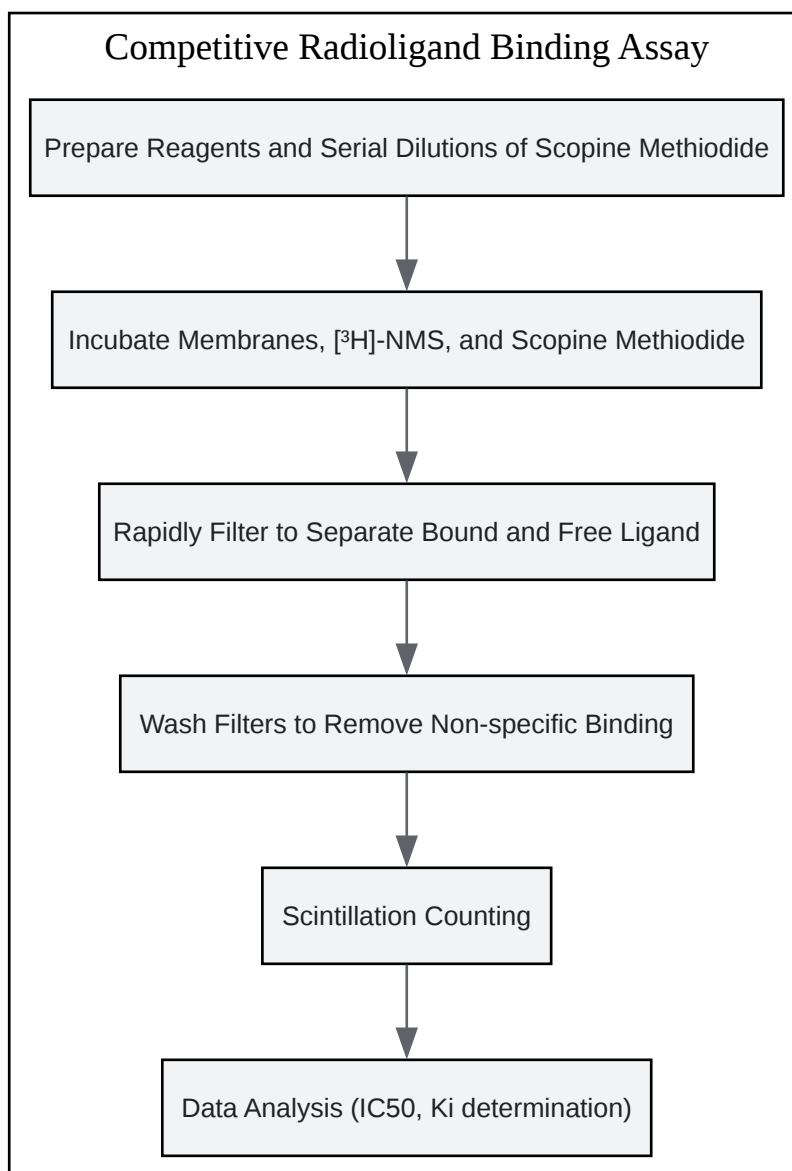 Competitive Radioligand Binding Assay
Prepare Reagents and Serial Dilutions of Scopine Methiodide
Incubate Membranes, [³H]-NMS, and Scopine Methiodide
Rapidly Filter to Separate Bound and Free Ligand
Wash Filters to Remove Non-specific Binding
Scintillation Counting
Data Analysis (IC50, Ki determination)